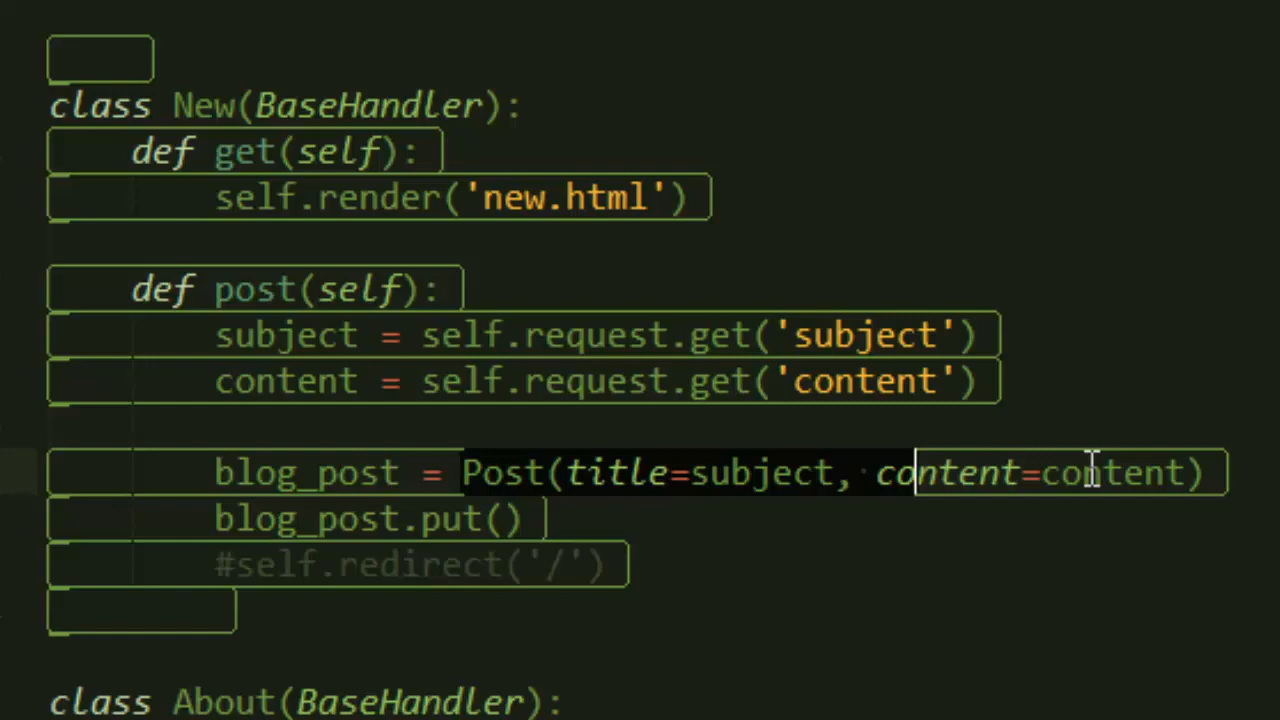 class New(BaseHandler):
    def get(self):
        self.render('new.html')
    def post(self):
        subject = self.request.get('subject')
        content = self.request.get('content')
        blog_post = Post(title=subject, content=content)
        blog_post.put()
        #self.redirect('/')
class About(BaseHandler):